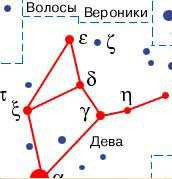 Волосы Вероники
ε ζ
δ
τ
ξ γ η
Дева
α